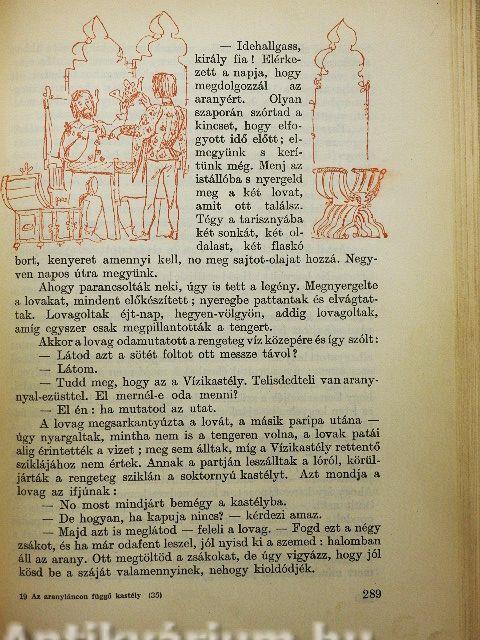 — Idehallgass,
király fia! Elérke-
zett a napja, hogy
megdolgozzál az
aranyért. Olyan
szaporán szórtad a
kincset, hogy elfo-
gyott idő előtt; el-
megyünk s kerí-
tünk még. Menj az
istállóba s nyergeld
meg a két lovat,
amit ott találsz.
Tégy a tarisznyába
két sonkát, két ol-
dalast, két flaskó
bort, kenyeret amennyi kell, no meg sajtot-olajat hozzá. Negy-
ven napos útra megyünk.
Ahogy parancsolták neki, úgy is tett a legény. Megnyergelte
a lovakat, mindent előkészített; nyeregbe pattantak és elvágtat-
tak. Lovagoltak éjt-nap, hegyen-völgyön, addig lovagoltak,
amíg egyszer csak megpillantották a tengert.
Akkor a lovag odamutatott a rengeteg víz közepére és így szólt:
— Látod azt a sötét foltot ott messze távol?
— Látom.
— Tudd meg, hogy az a Vízikastély. Telisdedteli van arany-
nyal-ezüsttel. El mernél-e oda menni?
— El én: ha mutatod az utat.
A lovag megsarkantyúzta a lovát, a másik paripa utána —
úgy nyargaltak, mintha nem is a tengeren volna, a lovak patái
alig érintették a vizet; meg sem álltak, míg a Vízikastély rettentő
sziklájához nem értek. Annak a partján leszálltak a lóról, körül-
járták a rengeteg sziklán a soktornyú kastélyt. Azt mondja a
lovag az ifjúnak:
— No most mindjárt bemégy a kastélyba.
— De hogyan, ha kapuja nincs? — kérdezi amaz.
— Majd azt is meglátod — feleli a lovag. — Fogd ezt a négy
zsákot, és ha már odafent leszel, jól nyisd ki a szemed: halomban
áll az arany. Ott megtöltöd a zsákokat, de úgy vigyázz, hogy jól
kösd be a száját valamennyinek, nehogy kioldódjék.
19 Az aranyláncon függő kastély (35) 289
Antikvárium.hu